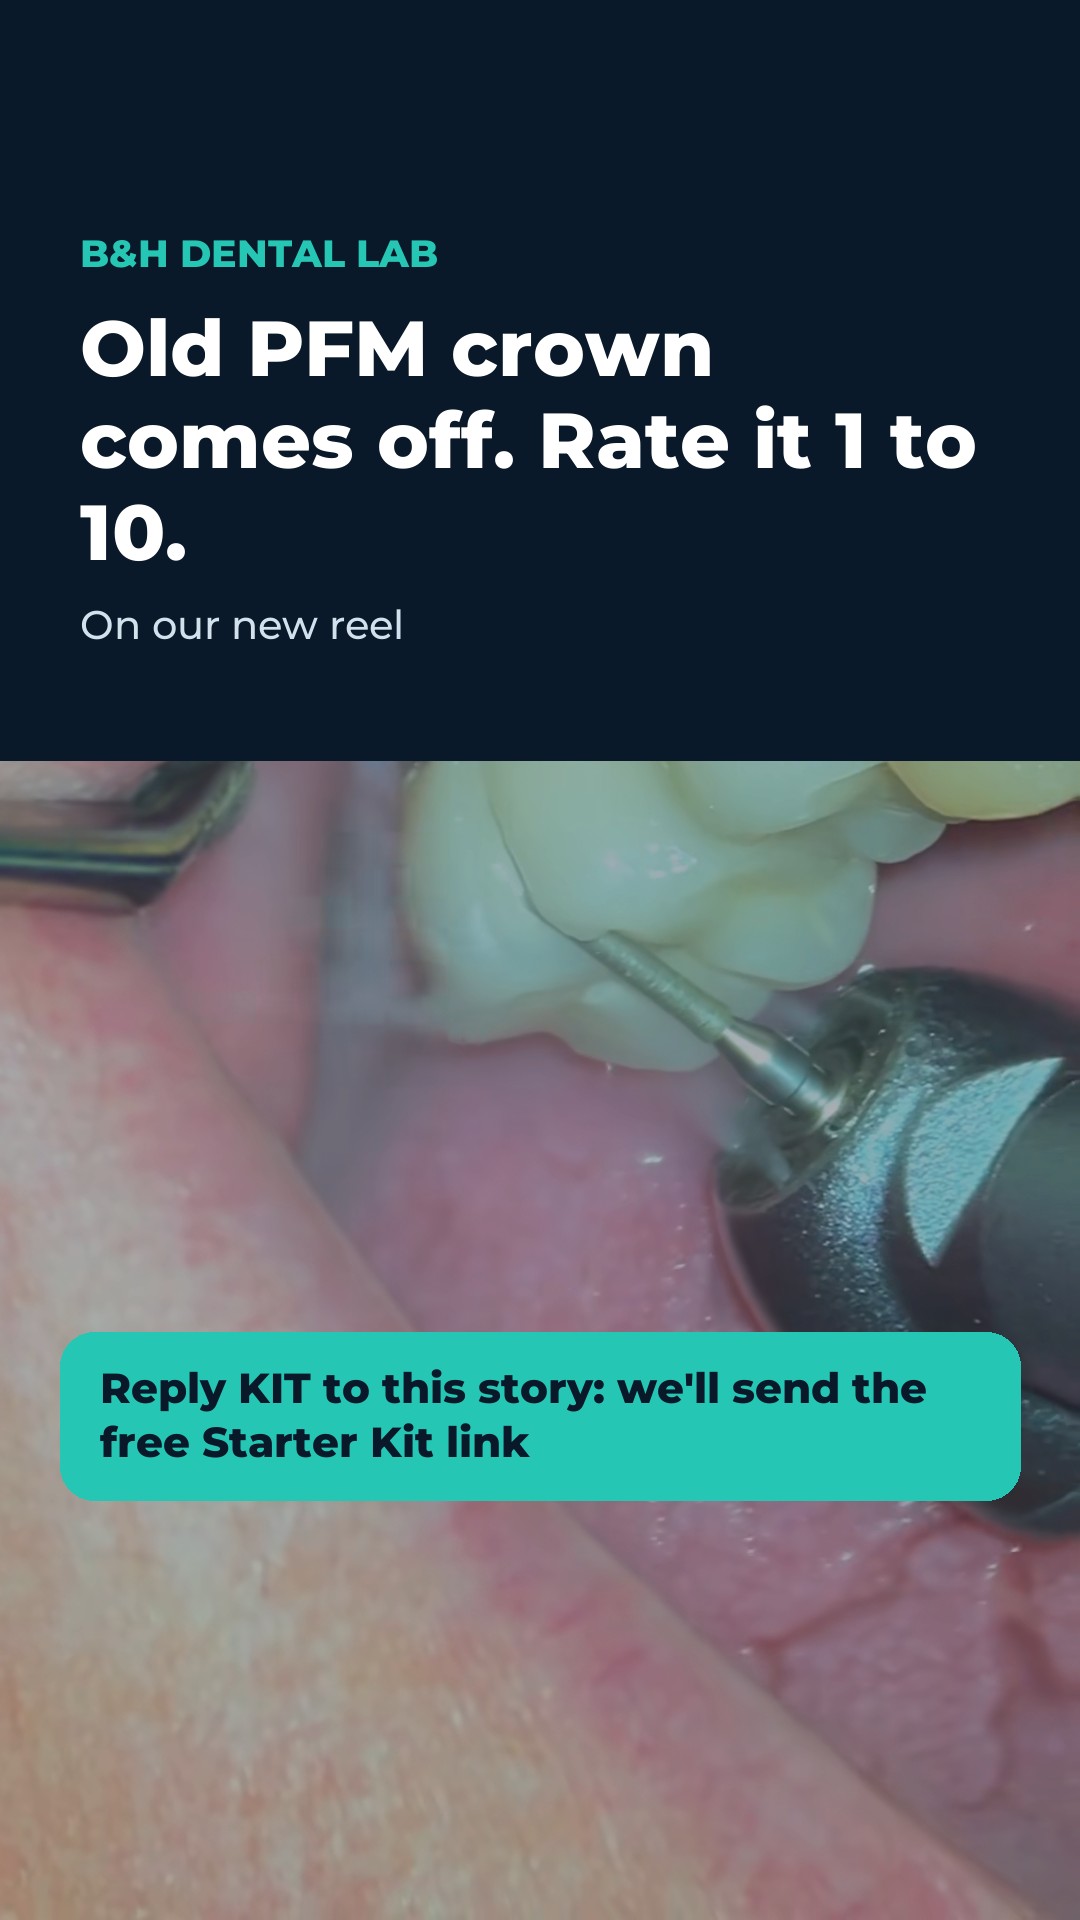 B&H DENTAL LAB
Old PFM crown
comes off. Rate it 1 to
10.
On our new reel
Reply KIT to this story: we'll send the
free Starter Kit link